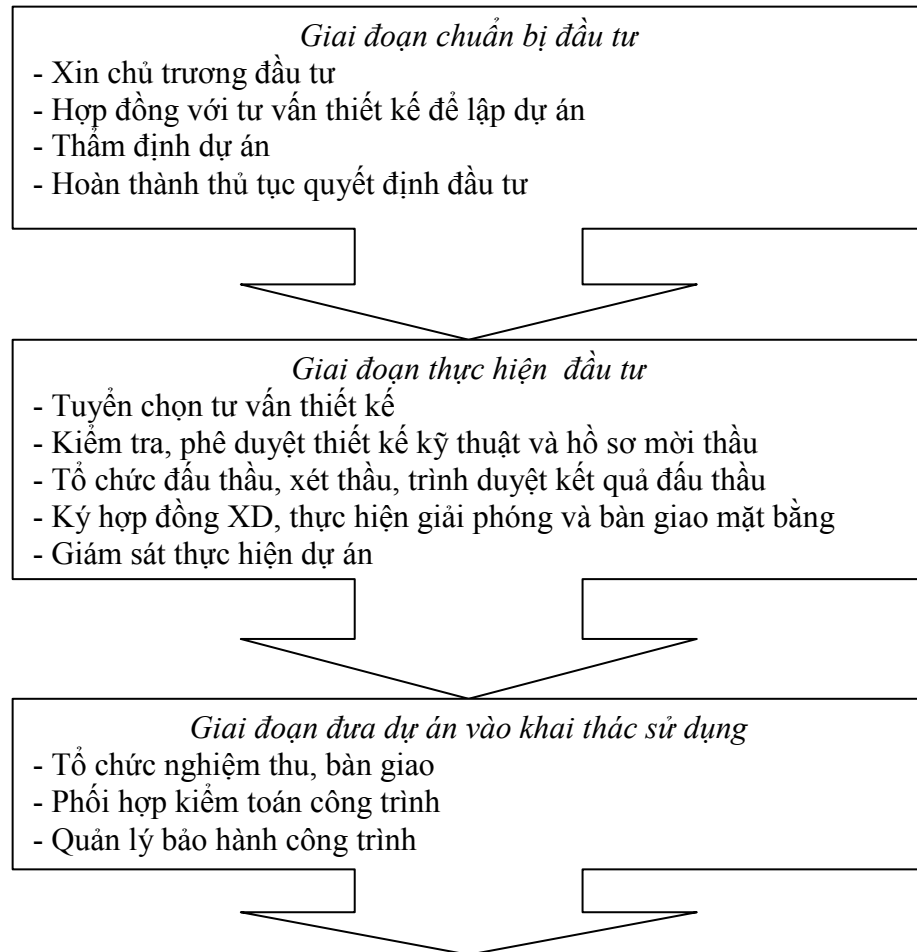 Giai đoạn chuẩn bị đầu tư
- Xin chủ trương đầu tư
- Hợp đồng với tư vấn thiết kế để lập dự án
- Thẩm định dự án
- Hoàn thành thủ tục quyết định đầu tư
Giai đoạn thực hiện đầu tư
- Tuyển chọn tư vấn thiết kế
- Kiểm tra, phê duyệt thiết kế kỹ thuật và hồ sơ mời thầu
- Tổ chức đấu thầu, xét thầu, trình duyệt kết quả đấu thầu
- Ký hợp đồng XD, thực hiện giải phóng và bàn giao mặt bằng
- Giám sát thực hiện dự án
Giai đoạn đưa dự án vào khai thác sử dụng
- Tổ chức nghiệm thu, bàn giao
- Phối hợp kiểm toán công trình
- Quản lý bảo hành công trình